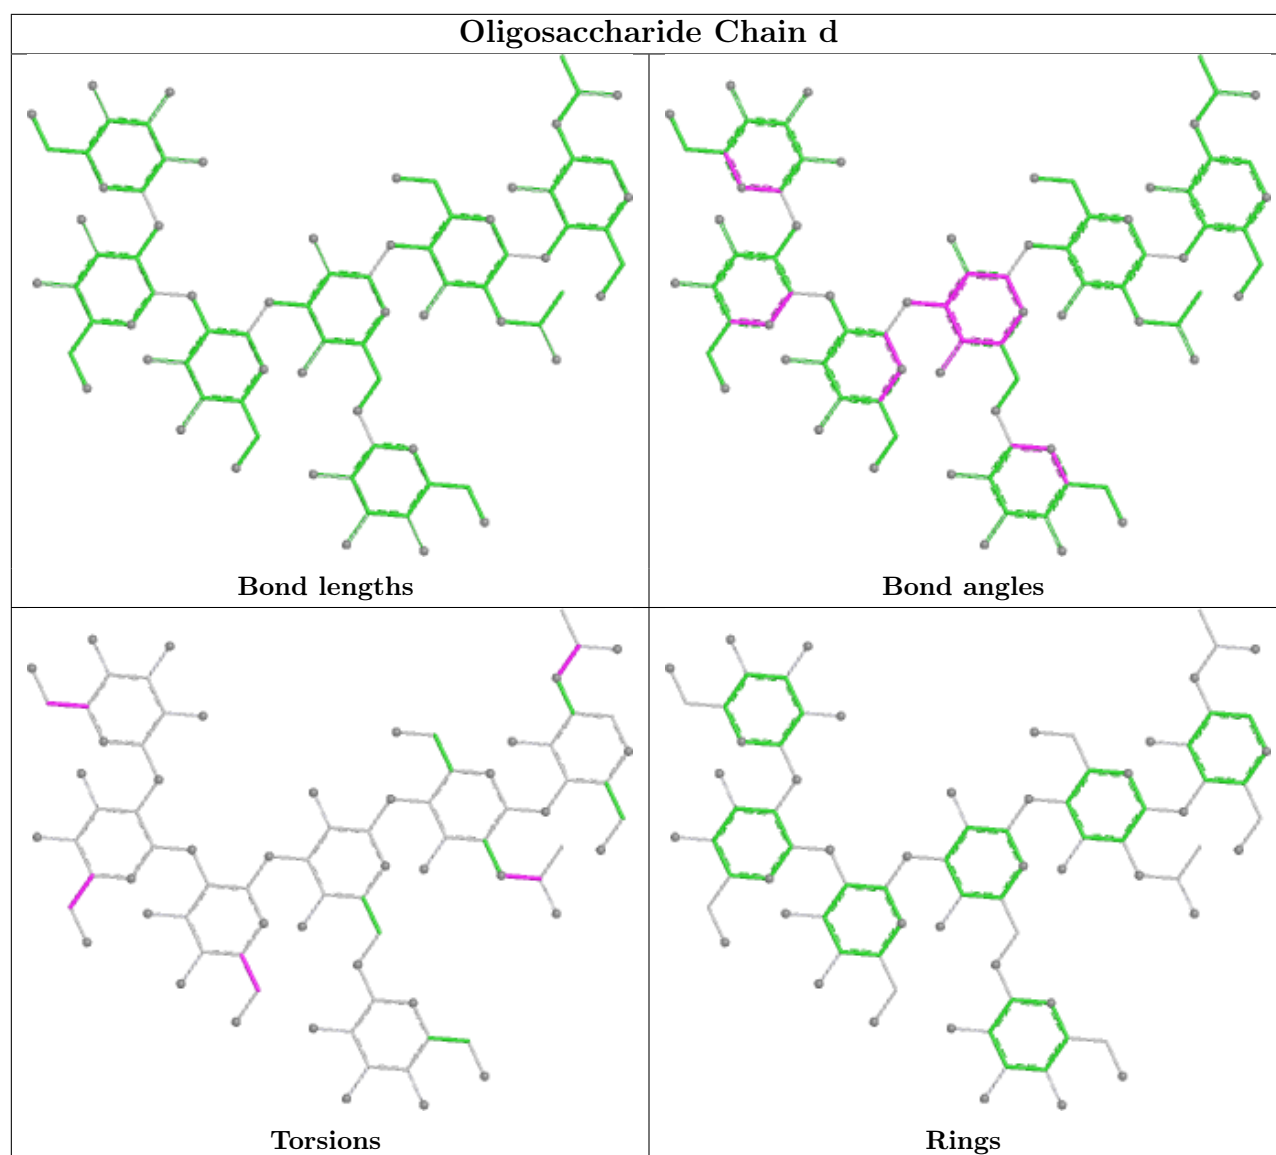 Oligosaccharide Chain d
Bond lengths
Bond angles
Torsions
Rings